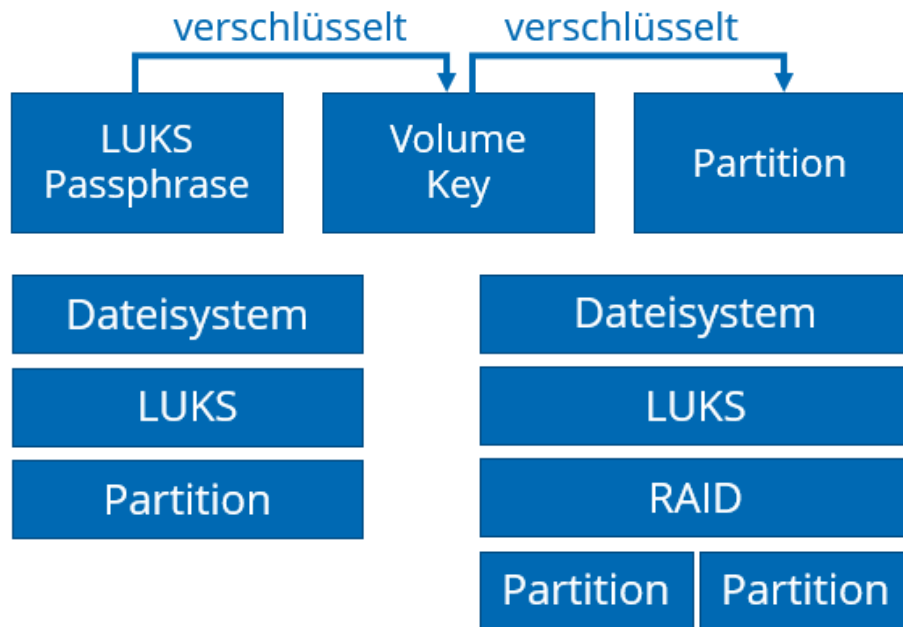 verschlüsselt verschlüsselt
LUKS
Passphrase
Volume
Key
Partition
Dateisystem
LUKS
Partition
Dateisystem
LUKS
RAID
Partition Partition